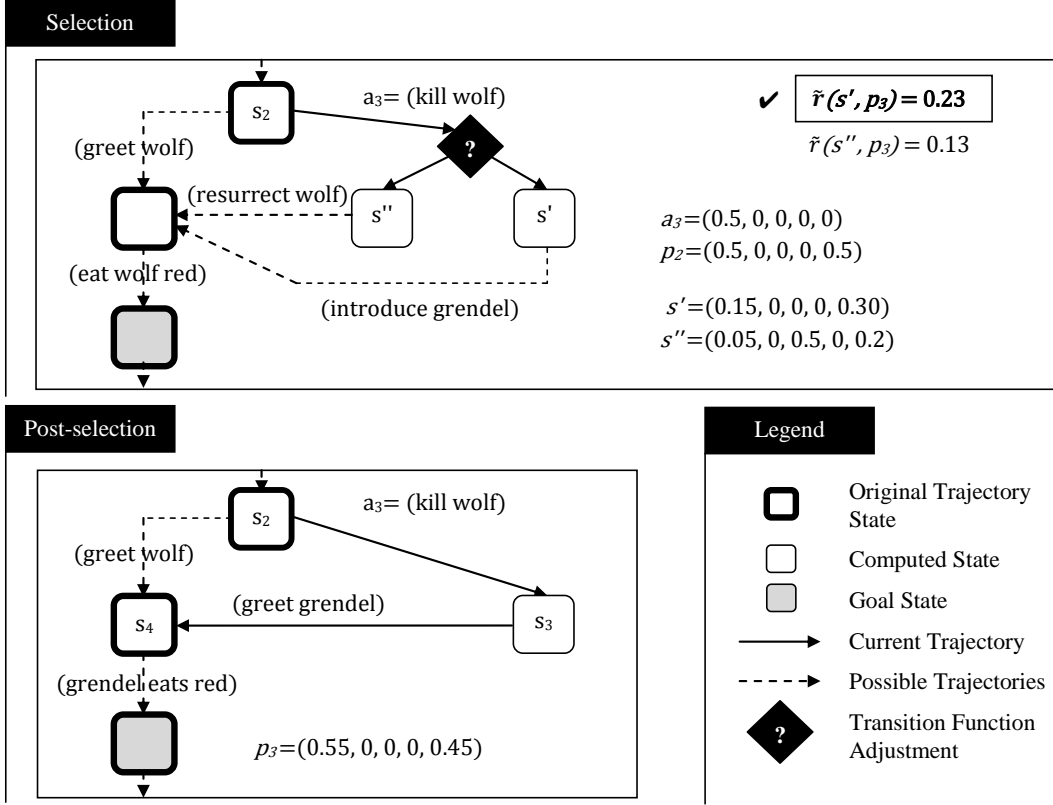 Selection
s₂
a₃= (kill wolf)
✔ r̃ (s′, p₃) = 0.23
r̃ (s″, p₃) = 0.13
(greet wolf)
?
(resurrect wolf)
s''
s'
a₃=(0.5, 0, 0, 0, 0)
p₂=(0.5, 0, 0, 0, 0.5)
(eat wolf red)
(introduce grendel)
s′=(0.15, 0, 0, 0, 0.30)
s″=(0.05, 0, 0.5, 0, 0.2)
Post-selection
s₂
a₃= (kill wolf)
(greet wolf)
(greet grendel)
s₄
s₃
(grendel eats red)
p₃=(0.55, 0, 0, 0, 0.45)
Legend
Original Trajectory
State
Computed State
Goal State
Current Trajectory
Possible Trajectories
?
Transition Function
Adjustment